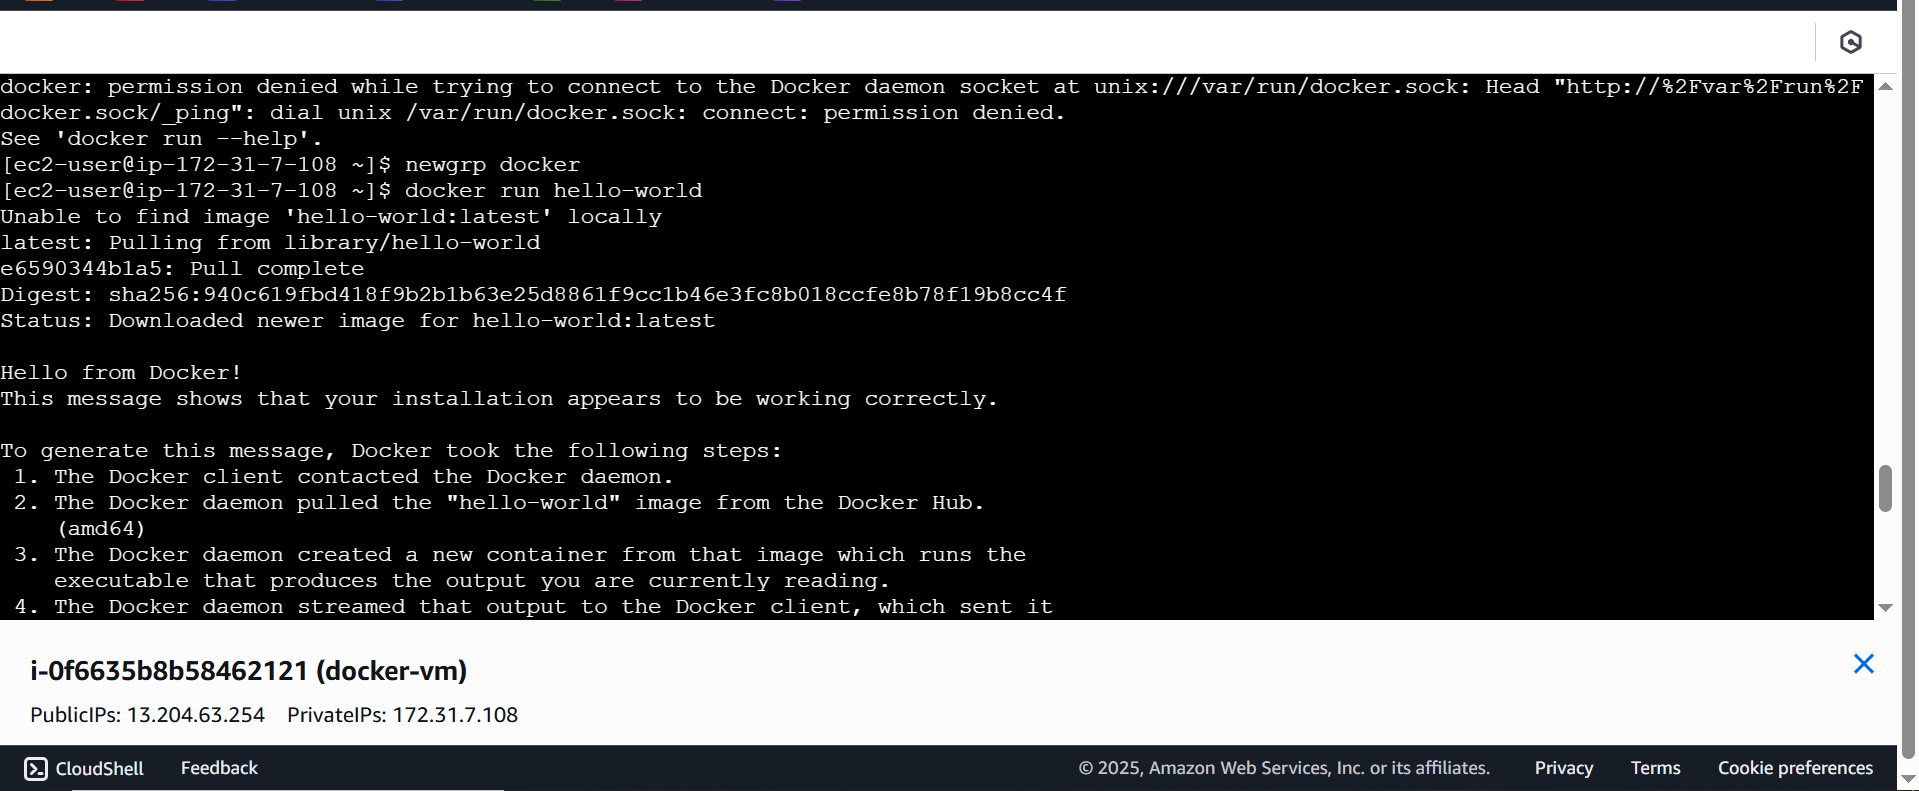 docker: permission denied while trying to connect to the Docker daemon socket at unix:///var/run/docker.sock: Head "http://%2Fvar%2Frun%2F
docker.sock/_ping": dial unix /var/run/docker.sock: connect: permission denied.
See 'docker run --help'.
[ec2-user@ip-172-31-7-108 ~]$ newgrp docker
[ec2-user@ip-172-31-7-108 ~]$ docker run hello-world
Unable to find image 'hello-world:latest' locally
latest: Pulling from library/hello-world
e6590344b1a5: Pull complete
Digest: sha256:940c619fbd418f9b2b1b63e25d8861f9cc1b46e3fc8b018ccfe8b78f19b8cc4f
Status: Downloaded newer image for hello-world:latest
Hello from Docker!
This message shows that your installation appears to be working correctly.
To generate this message, Docker took the following steps:
1. The Docker client contacted the Docker daemon.
2. The Docker daemon pulled the "hello-world" image from the Docker Hub.
(amd64)
3. The Docker daemon created a new container from that image which runs the
executable that produces the output you are currently reading.
4. The Docker daemon streamed that output to the Docker client, which sent it
i-0f6635b8b58462121 (docker-vm)
PublicIPs: 13.204.63.254 PrivateIPs: 172.31.7.108
CloudShell Feedback © 2025, Amazon Web Services, Inc. or its affiliates. Privacy Terms Cookie preferences